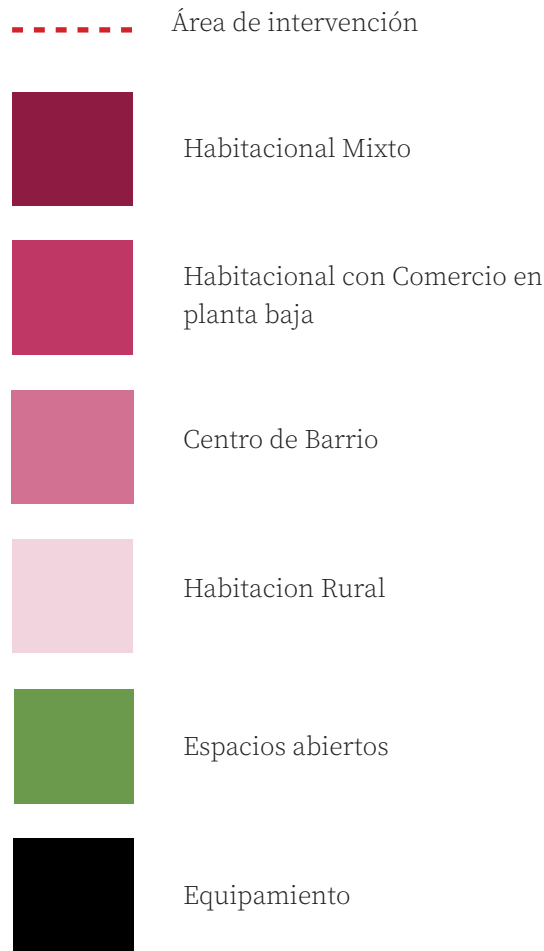 Área de intervención
Habitacional Mixto
Habitacional con Comercio en
planta baja
Centro de Barrio
Habitacion Rural
Espacios abiertos
Equipamiento